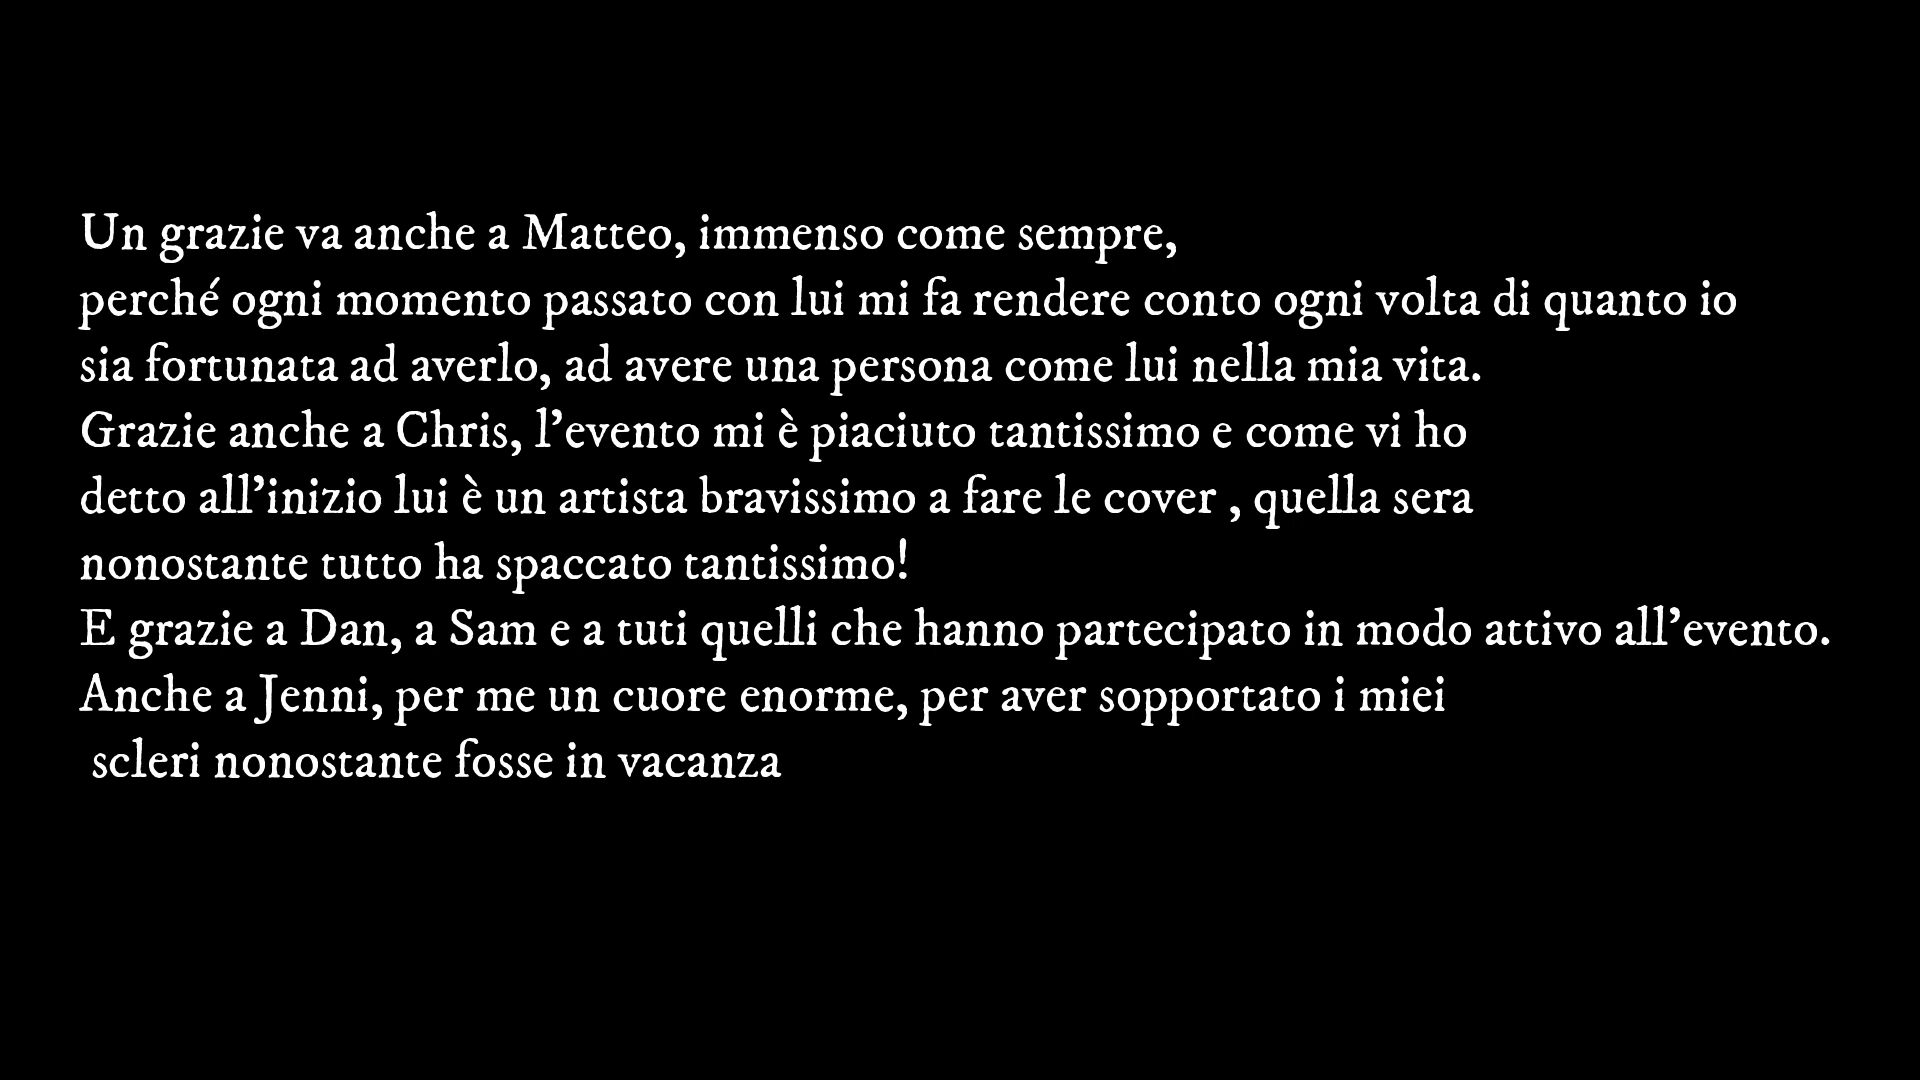 Un grazie va anche a Matteo, immenso come sempre,
perché ogni momento passato con lui mi fa rendere conto ogni volta di quanto io
sia fortunata ad averlo, ad avere una persona come lui nella mia vita.
Grazie anche a Chris, l'evento mi è piaciuto tantissimo e come vi ho
detto all'inizio lui è un artista bravissimo a fare le cover , quella sera
nonostante tutto ha spaccato tantissimo!
E grazie a Dan, a Sam e a tuti quelli che hanno partecipato in modo attivo all'evento.
Anche a Jenni, per me un cuore enorme, per aver sopportato i miei
scleri nonostante fosse in vacanza